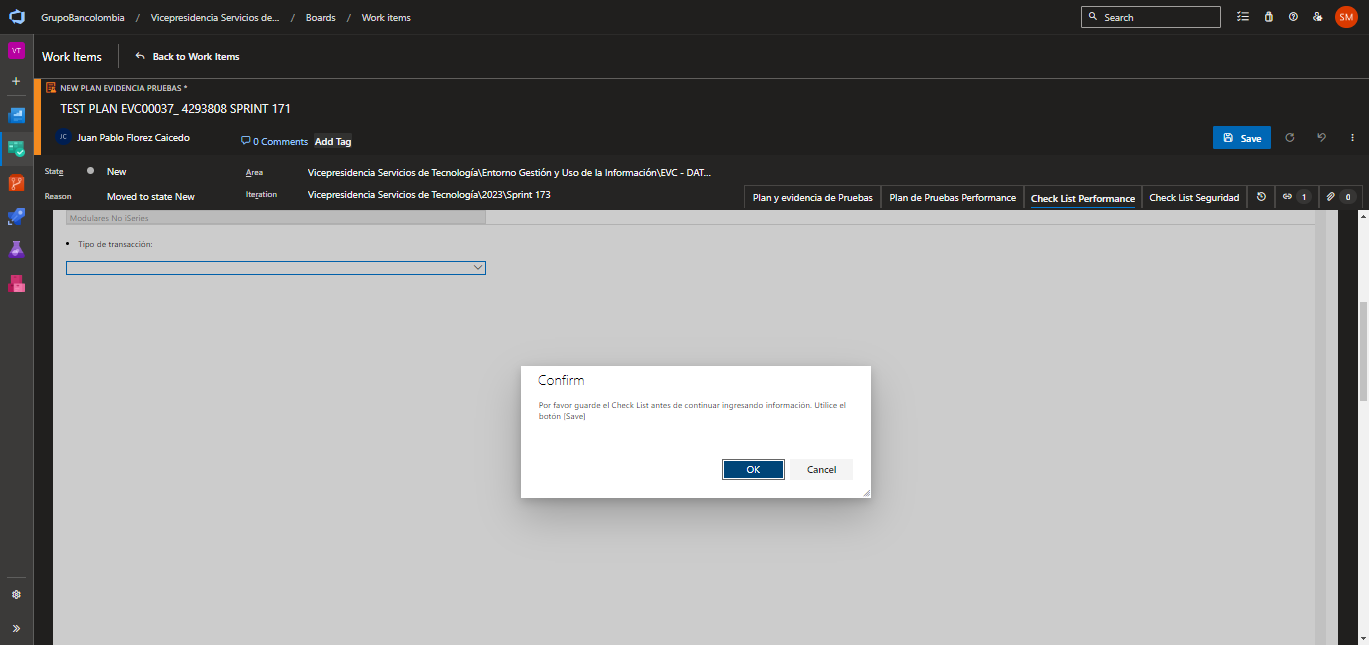 GrupoBancolombia / Vicepresidencia Servicios de... / Boards / Work items
Search
SM
VT
Work Items
Back to Work Items
NEW PLAN EVIDENCIA PRUEBAS *
TEST PLAN EVC00037_ 4293808 SPRINT 171
JC Juan Pablo Florez Caicedo
0 Comments Add Tag
Save
State New
Area Vicepresidencia Servicios de Tecnología\Entorno Gestión y Uso de la Información\EVC - DAT...
Reason Moved to state New
Iteration Vicepresidencia Servicios de Tecnología\2023\Sprint 173
Plan y evidencia de Pruebas Plan de Pruebas Performance Check List Performance Check List Seguridad 1 0
Modulares No iSeries
• Tipo de transacción:
Confirm
Por favor guarde el Check List antes de continuar ingresando información. Utilice el
botón [Save]
OK Cancel